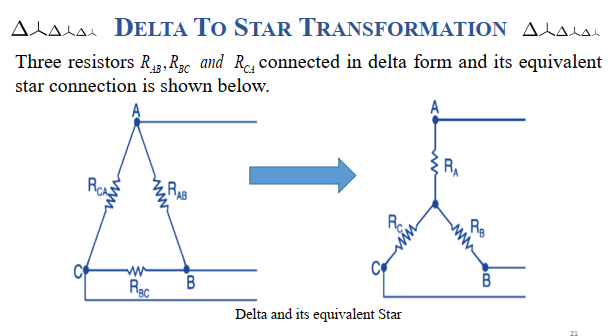 DELTA TO STAR TRANSFORMATION
Three resistors R_AB, R_BC and R_CA connected in delta form and its equivalent
star connection is shown below.
A
A
R_CA
R_AB
R_A
R_C
R_B
C
B
R_BC
C
B
Delta and its equivalent Star
21